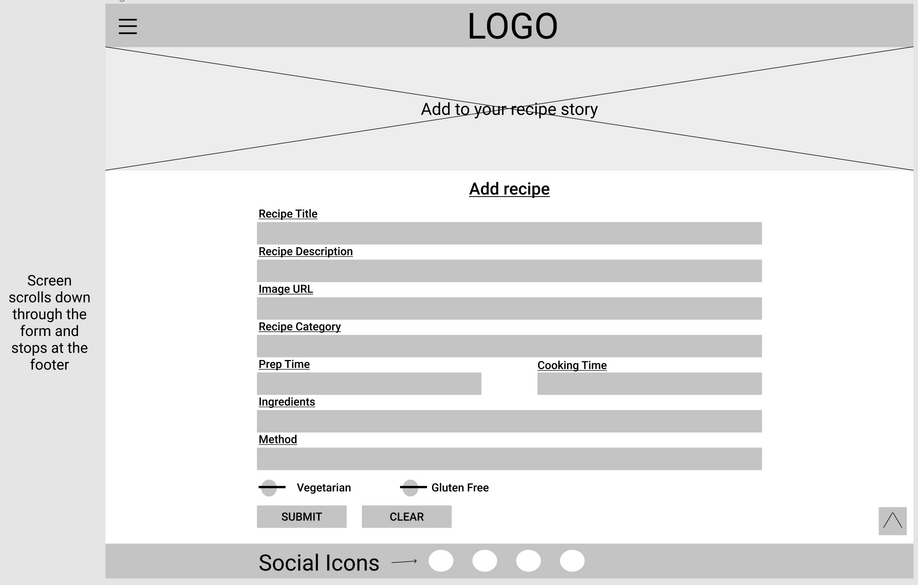 LOGO
Add to your recipe story
Add recipe
Recipe Title
Recipe Description
Image URL
Recipe Category
Prep Time
Cooking Time
Ingredients
Method
Vegetarian
Gluten Free
SUBMIT
CLEAR
Social Icons
Screen
scrolls down
through the
form and
stops at the
footer